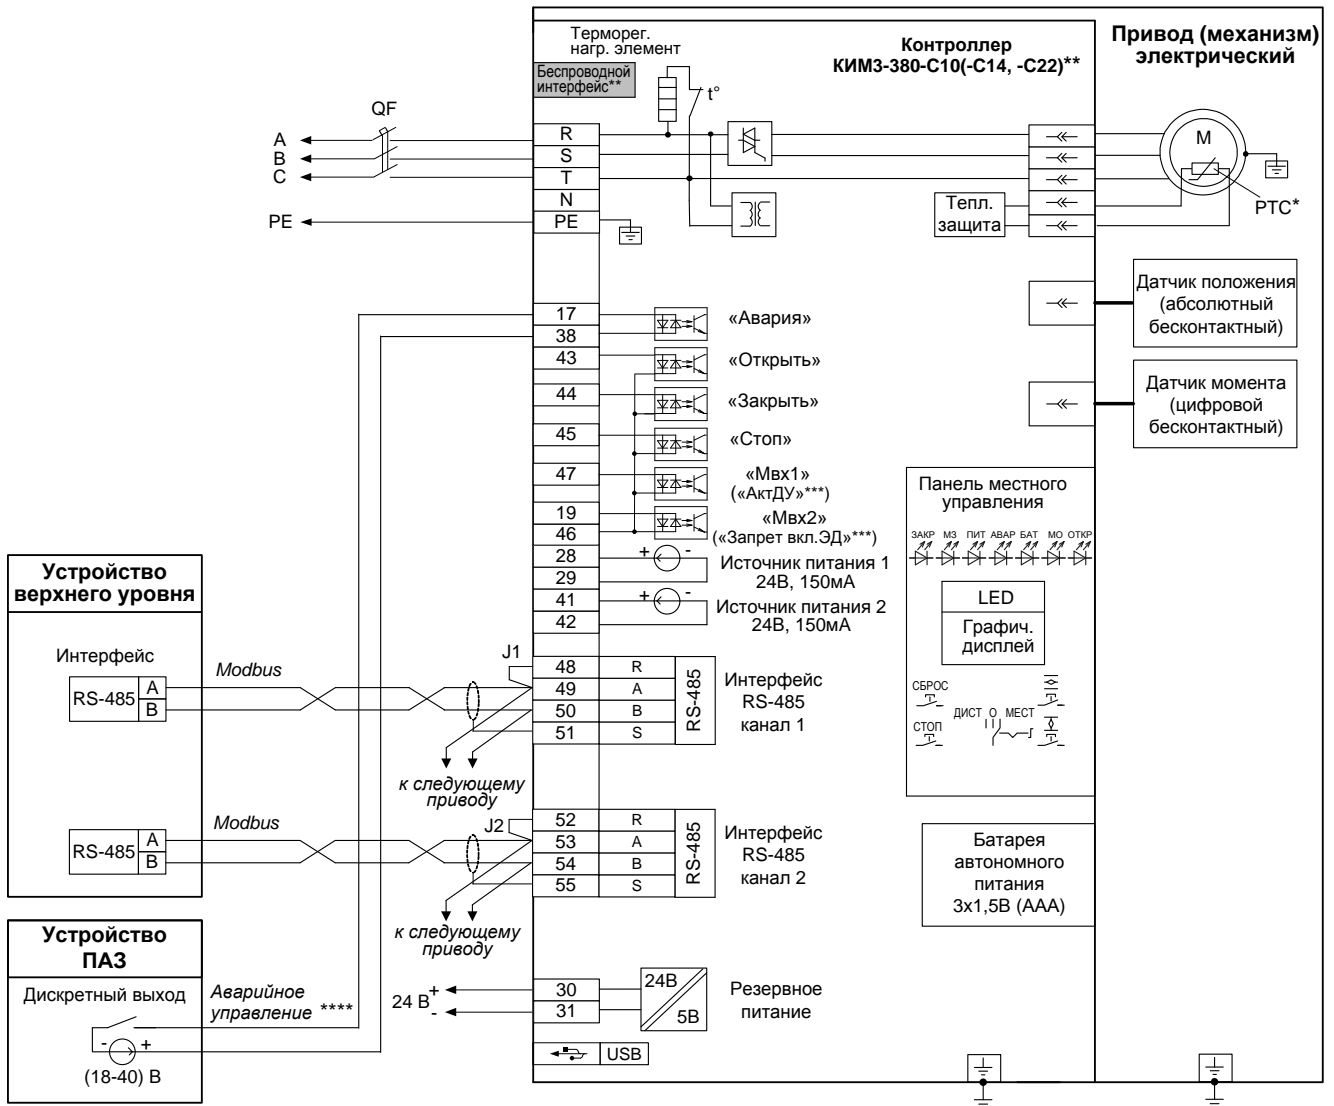 Терморег.
нагр. элемент
Беспроводной
интерфейс**
Контроллер
КИМ3-380-С10(-С14, -С22)**
Привод (механизм)
электрический
t°
QF
A
B
C
PE
R
S
T
N
PE
Тепл.
защита
M
PTC*
Датчик положения
(абсолютный
бесконтактный)
Датчик момента
(цифровой
бесконтактный)
17
38
43
44
45
47
19
46
28
29
41
42
«Авария»
«Открыть»
«Закрыть»
«Стоп»
«Мвх1»
(«АктДУ»***)
«Мвх2»
(«Запрет вкл.ЭД»***)
+ -
Источник питания 1
24В, 150мА
+ -
Источник питания 2
24В, 150мА
Панель местного
управления
ЗАКР МЗ ПИТ АВАР БАТ МО ОТКР
LED
Графич.
дисплей
СБРОС
СТОП
ДИСТ О МЕСТ
Устройство
верхнего уровня
Интерфейс
RS-485
A
B
Modbus
J1
48 R
49 A
50 B
51 S
RS-485
Интерфейс
RS-485
канал 1
к следующему
приводу
RS-485
A
B
Modbus
J2
52 R
53 A
54 B
55 S
RS-485
Интерфейс
RS-485
канал 2
к следующему
приводу
Батарея
автономного
питания
3x1,5В (ААА)
Устройство
ПАЗ
Дискретный выход
- +
(18-40) В
Аварийное
управление ****
24 В
+
-
30
31
24В
5В
Резервное
питание
USB